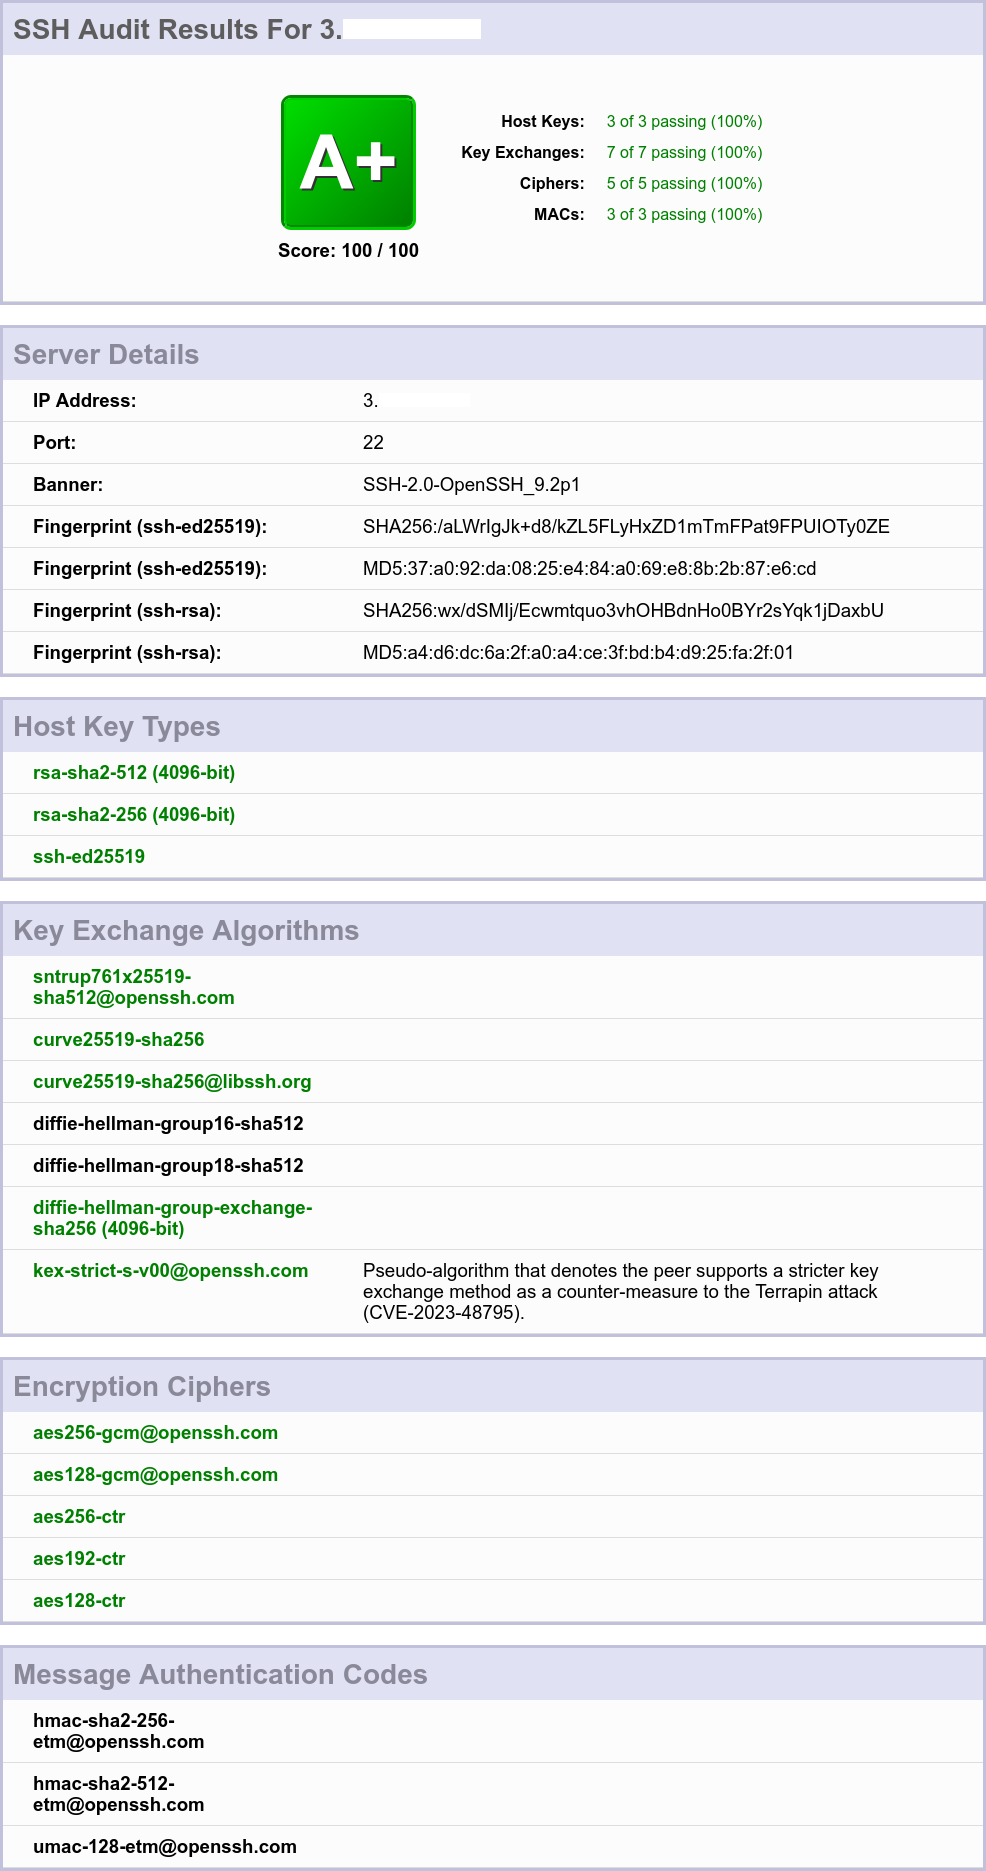 SSH Audit Results For 3.
A+
Score: 100 / 100
Host Keys: 3 of 3 passing (100%)
Key Exchanges: 7 of 7 passing (100%)
Ciphers: 5 of 5 passing (100%)
MACs: 3 of 3 passing (100%)
Server Details
IP Address: 3.
Port: 22
Banner: SSH-2.0-OpenSSH_9.2p1
Fingerprint (ssh-ed25519): SHA256:/aLWrlgJk+d8/kZL5FLyHxZD1mTmFPat9FPUIOTy0ZE
Fingerprint (ssh-ed25519): MD5:37:a0:92:da:08:25:e4:84:a0:69:e8:8b:2b:87:e6:cd
Fingerprint (ssh-rsa): SHA256:wx/dSMIj/Ecwmtquo3vhOHBdnHo0BYr2sYqk1jDaxbU
Fingerprint (ssh-rsa): MD5:a4:d6:dc:6a:2f:a0:a4:ce:3f:bd:b4:d9:25:fa:2f:01
Host Key Types
rsa-sha2-512 (4096-bit)
rsa-sha2-256 (4096-bit)
ssh-ed25519
Key Exchange Algorithms
sntrup761x25519-
sha512@openssh.com
curve25519-sha256
curve25519-sha256@libssh.org
diffie-hellman-group16-sha512
diffie-hellman-group18-sha512
diffie-hellman-group-exchange-
sha256 (4096-bit)
kex-strict-s-v00@openssh.com
Pseudo-algorithm that denotes the peer supports a stricter key
exchange method as a counter-measure to the Terrapin attack
(CVE-2023-48795).
Encryption Ciphers
aes256-gcm@openssh.com
aes128-gcm@openssh.com
aes256-ctr
aes192-ctr
aes128-ctr
Message Authentication Codes
hmac-sha2-256-
etm@openssh.com
hmac-sha2-512-
etm@openssh.com
umac-128-etm@openssh.com